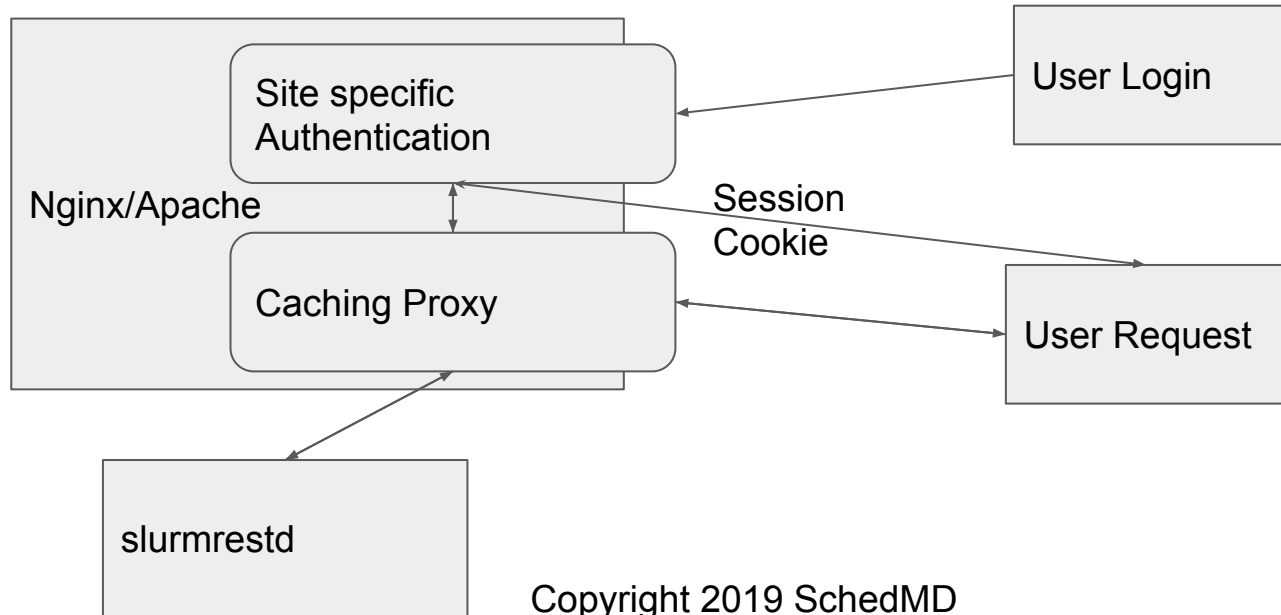 Site specific
Authentication
User Login
Nginx/Apache
Session
Cookie
Caching Proxy
User Request
slurmrestd
Copyright 2019 SchedMD